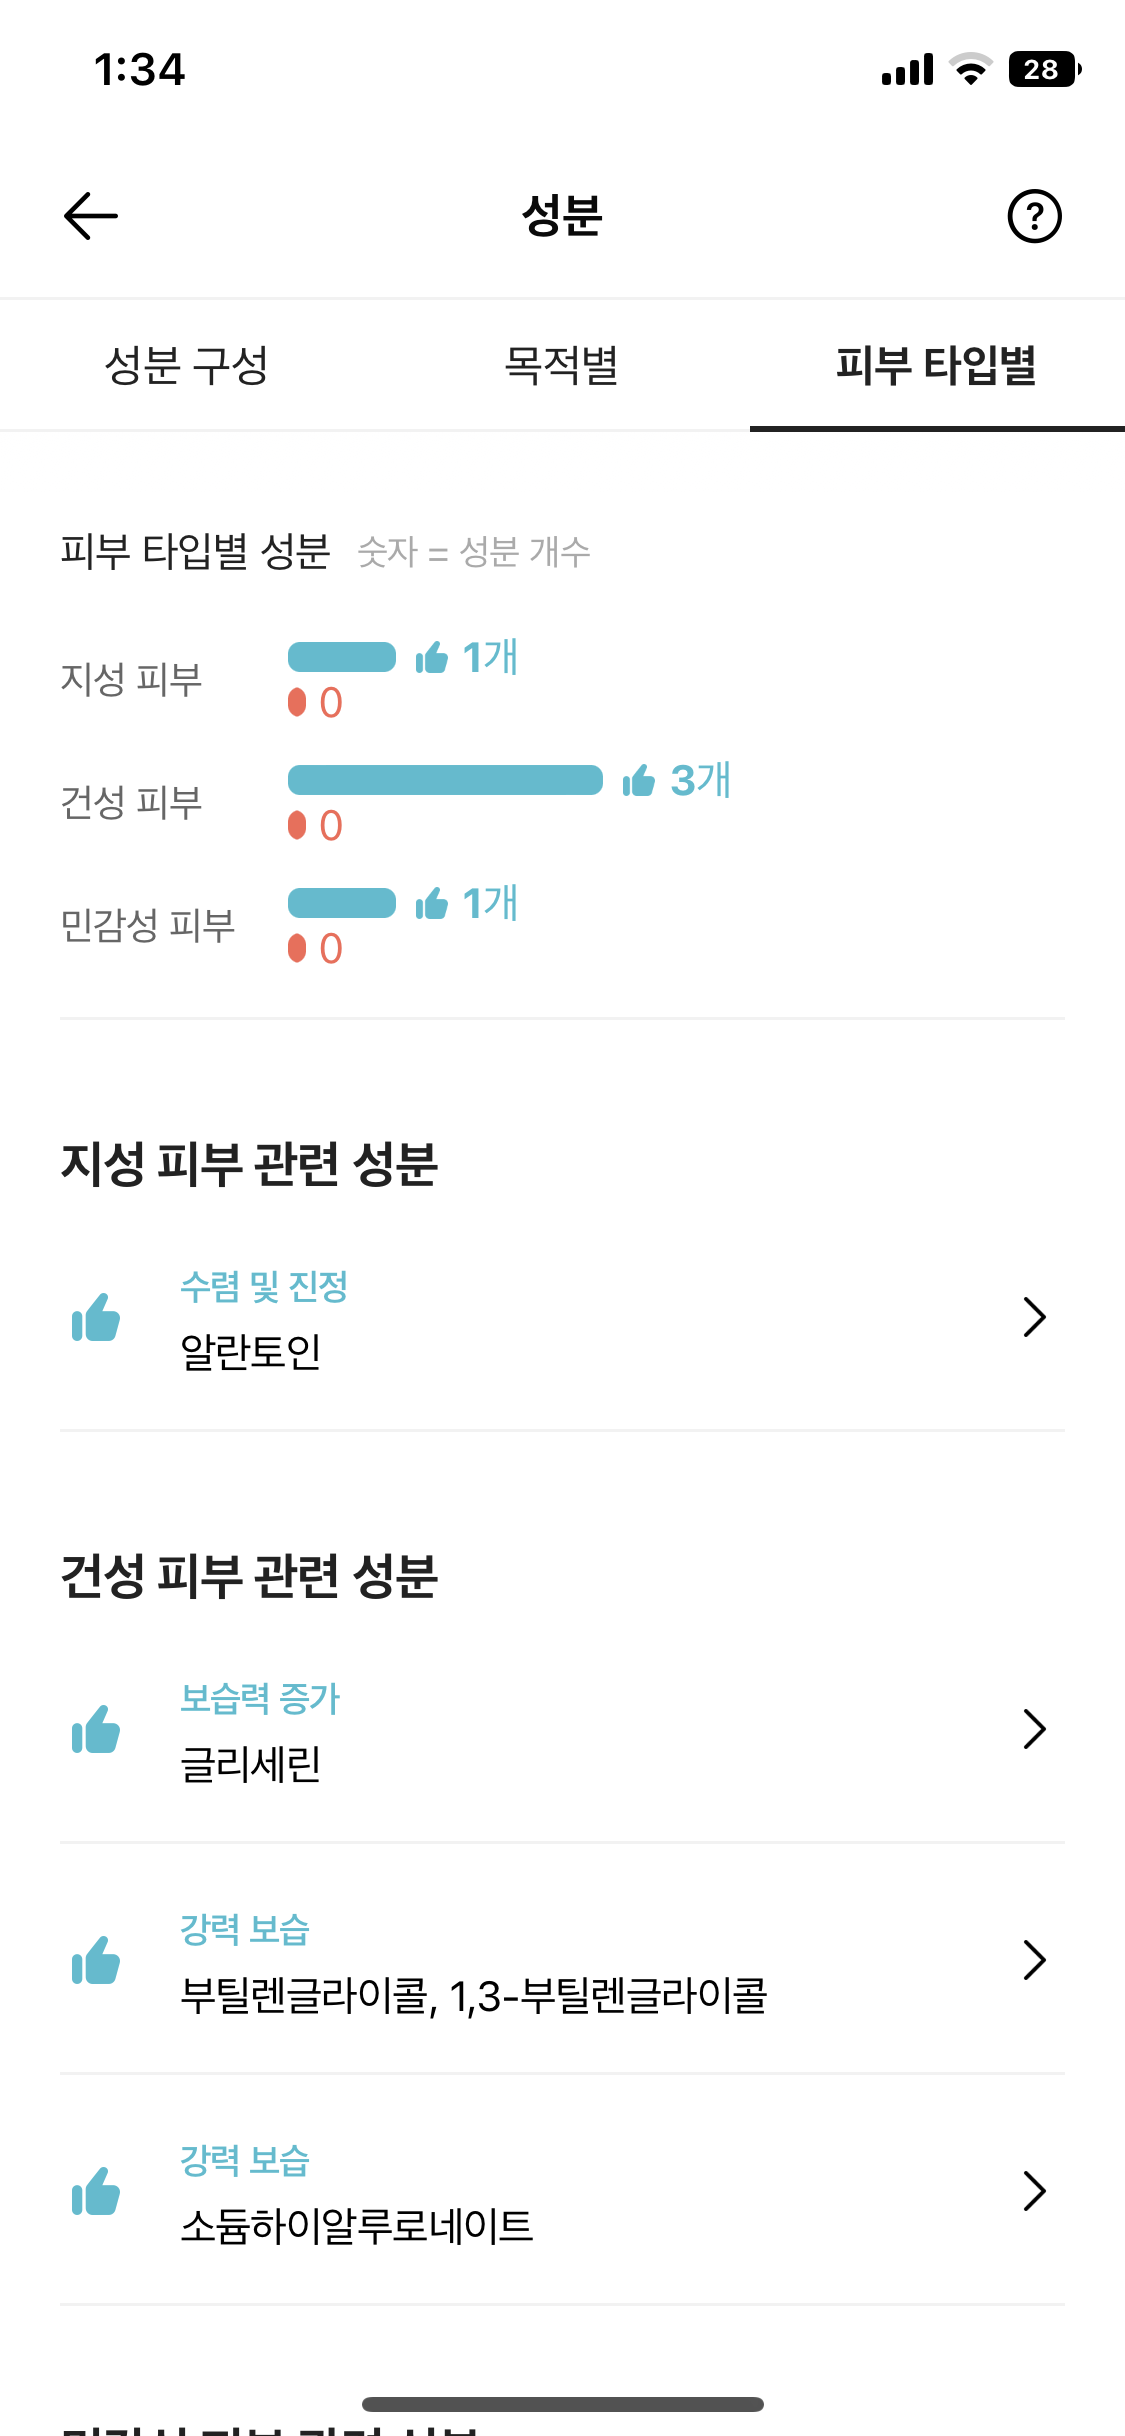 1:34
28
성분
?
성분 구성
목적별
피부 타입별
피부 타입별 성분 숫자 = 성분 개수
지성 피부
1개
0
건성 피부
3개
0
민감성 피부
1개
0
지성 피부 관련 성분
수렴 및 진정
알란토인
건성 피부 관련 성분
보습력 증가
글리세린
강력 보습
부틸렌글라이콜, 1,3-부틸렌글라이콜
강력 보습
소듐하이알루로네이트